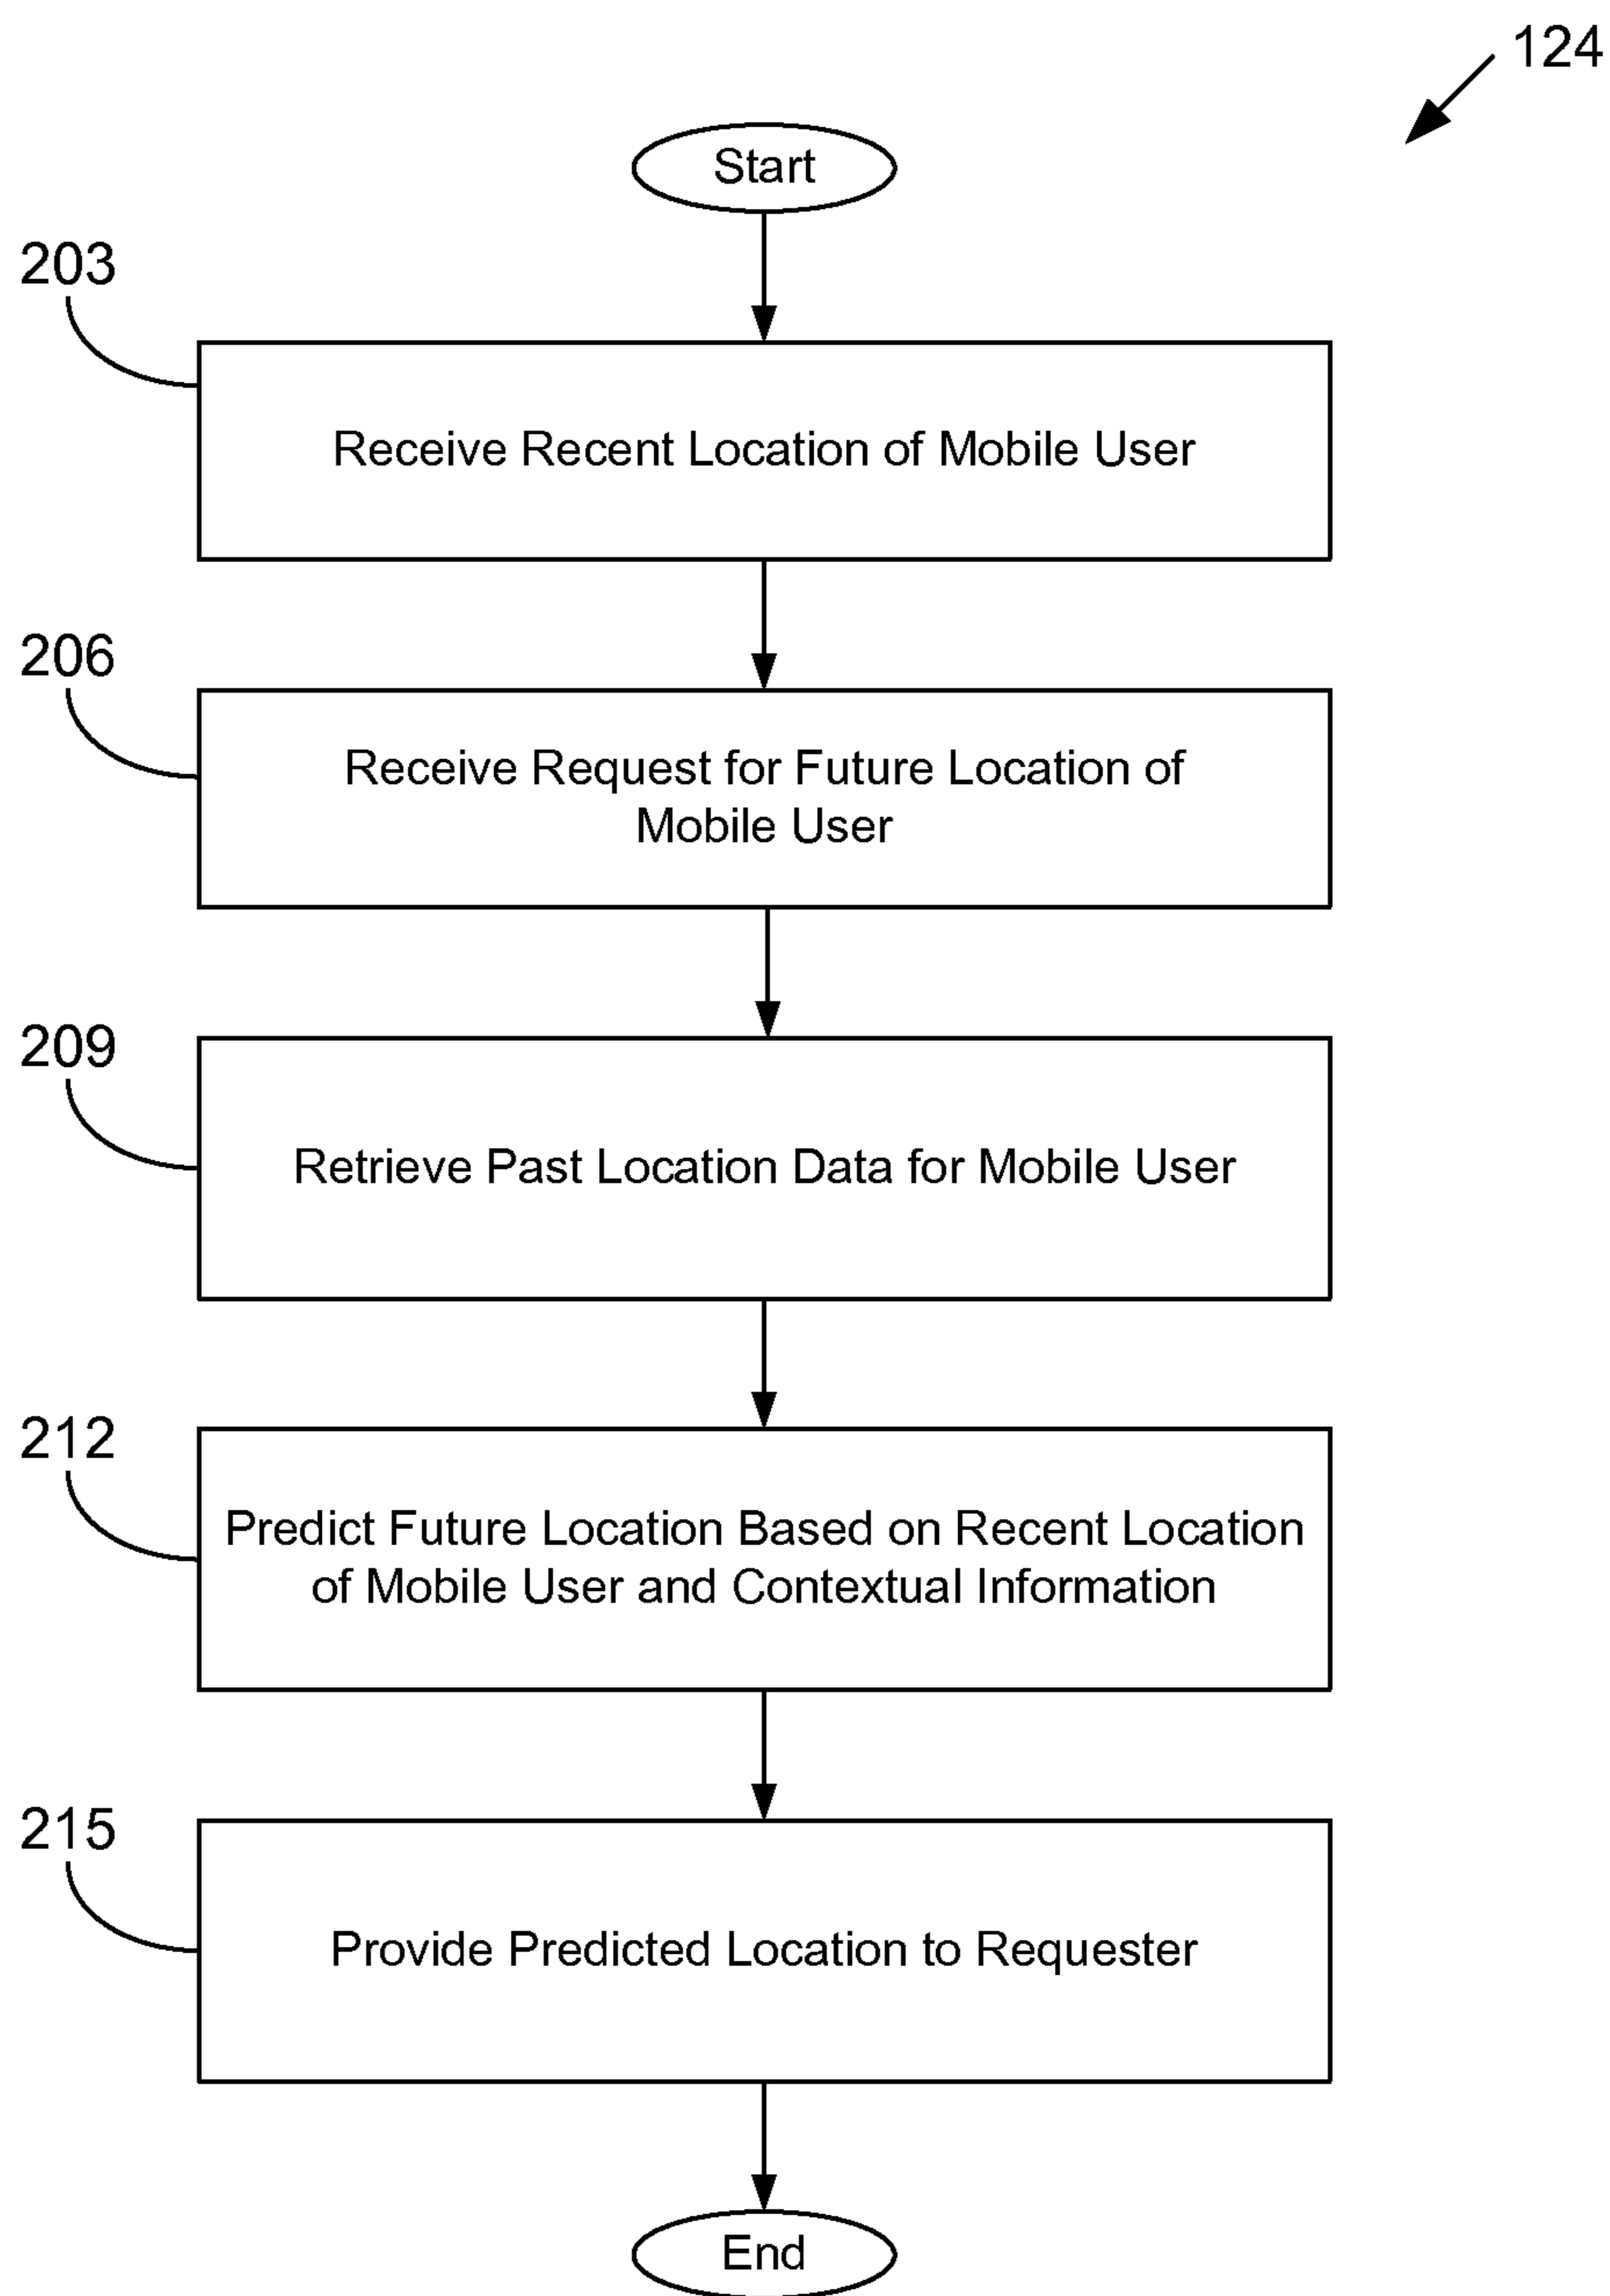 124
Start
203
Receive Recent Location of Mobile User
206
Receive Request for Future Location of
Mobile User
209
Retrieve Past Location Data for Mobile User
212
Predict Future Location Based on Recent Location
of Mobile User and Contextual Information
215
Provide Predicted Location to Requester
End